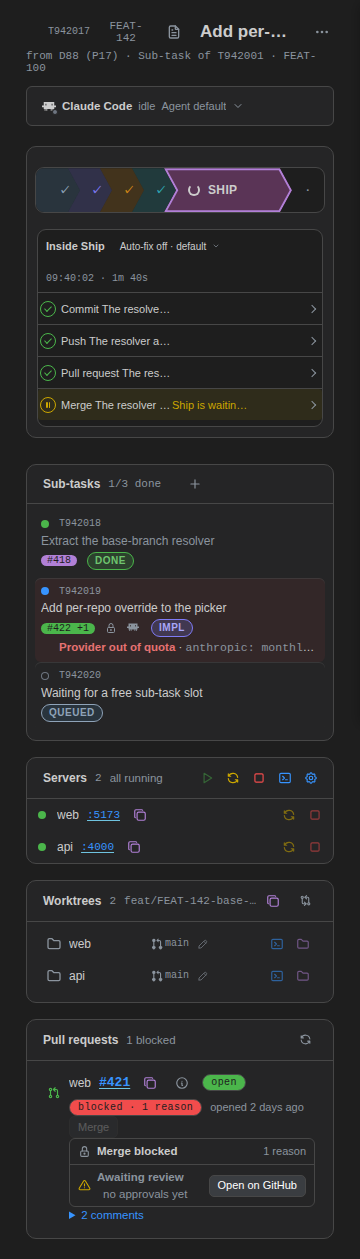 T942017 FEAT-142 Add per-…
from D88 (P17) · Sub-task of T942001 · FEAT-100
Claude Code idle Agent default
SHIP
Inside Ship Auto-fix off · default
09:40:02 · 1m 40s
Commit The resolve…
Push The resolver a…
Pull request The res…
Merge The resolver … Ship is waitin…
Sub-tasks 1/3 done
T942018
Extract the base-branch resolver
#418 DONE
T942019
Add per-repo override to the picker
#422 +1 IMPL
Provider out of quota · anthropic: monthl…
T942020
Waiting for a free sub-task slot
QUEUED
Servers 2 all running
web :5173
api :4000
Worktrees 2 feat/FEAT-142-base-…
web main
api main
Pull requests 1 blocked
web #421 open
blocked · 1 reason opened 2 days ago
Merge
Merge blocked 1 reason
Awaiting review
no approvals yet
Open on GitHub
2 comments